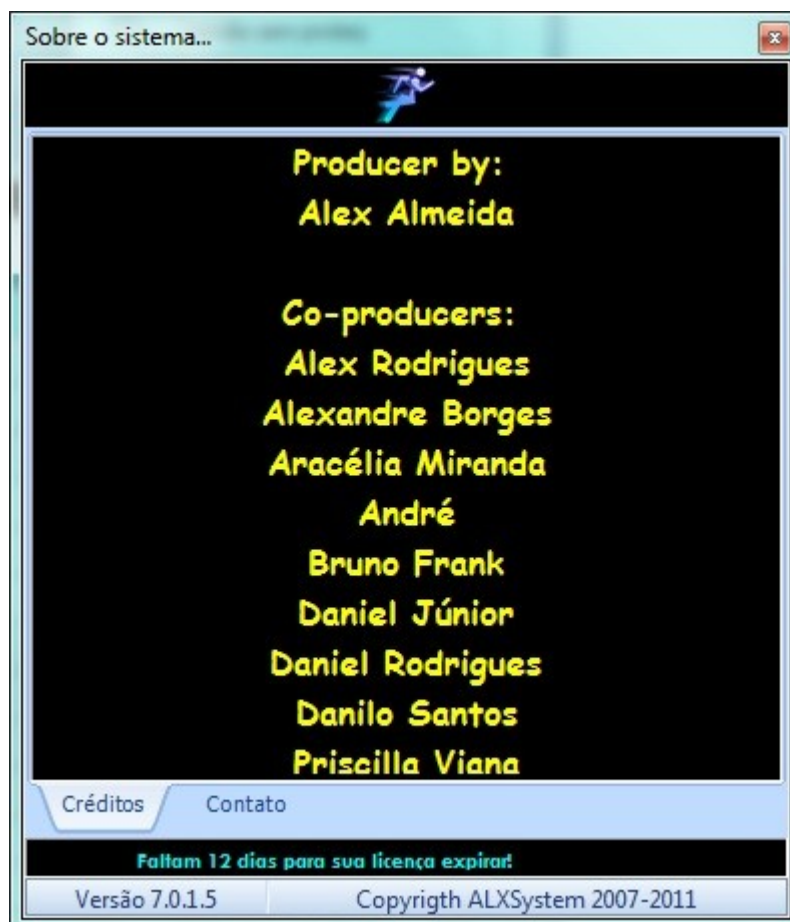 Sobre o sistema...
Producer by:
Alex Almeida
Co-producers:
Alex Rodrigues
Alexandre Borges
Aracélia Miranda
André
Bruno Frank
Daniel Júnior
Daniel Rodrigues
Danilo Santos
Priscilla Viana
Créditos Contato
Faltam 12 dias para sua licença expirar!
Versão 7.0.1.5 Copyrigth ALXSystem 2007-2011